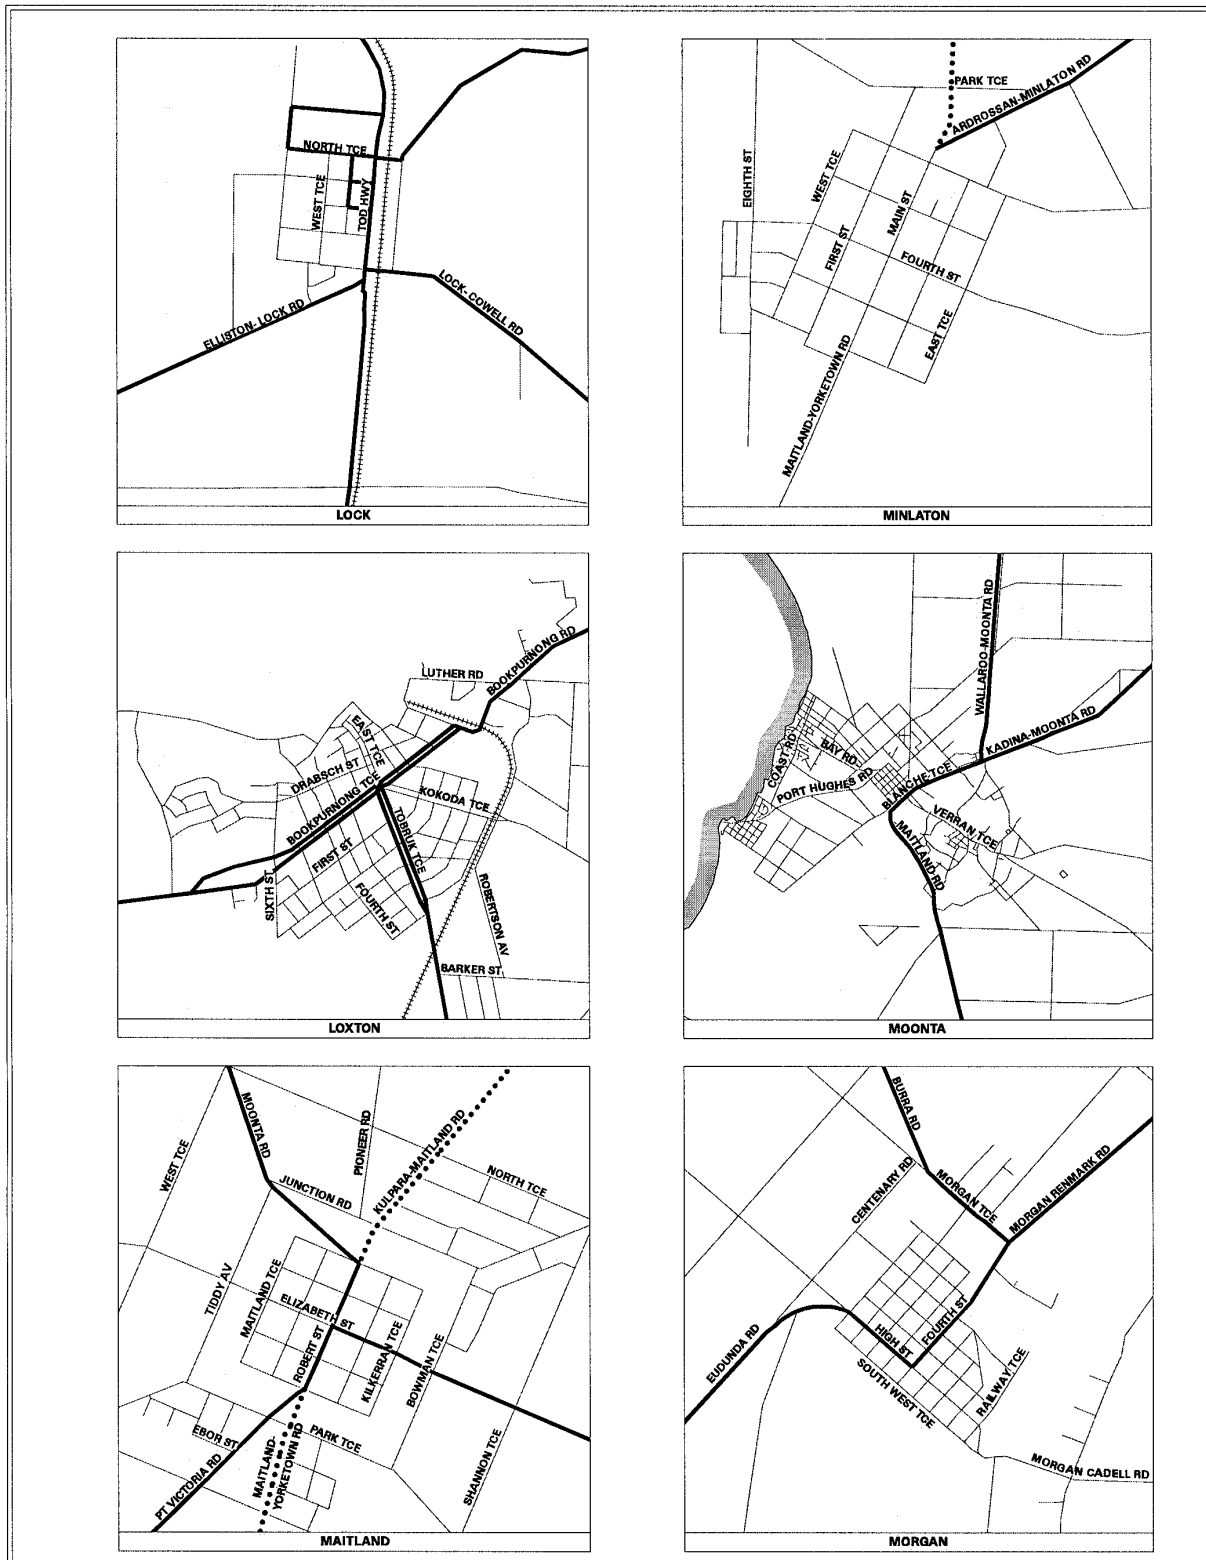 NORTH TCE
WEST TCE
TOD HWY
ELLISTON- LOCK RD
LOCK- COWELL RD
LOCK
PARK TCE
ARDROSSAN-MINLATON RD
EIGHTH ST
WEST TCE
MAIN ST
FIRST ST
FOURTH ST
EAST TCE
MAITLAND-YORKETOWN RD
MINLATON
LUTHER RD
BOOKPURNONG RD
EAST TCE
DRABSCH ST
BOOKPURNONG TCE
KOKODA TCE
TOBRUK TCE
FIRST ST
SIXTH ST
FOURTH ST
ROBERTSON AV
BARKER ST
LOXTON
WALLAROO-MOONTA RD
KADINA-MOONTA RD
COAST RD
BAY RD
PORT HUGHES RD
BLANCHE TCE
VERRAN TCE
MAITLAND RD
MOONTA
MOONTA RD
WEST TCE
PIONEER RD
KULPARA-MAITLAND RD
JUNCTION RD
NORTH TCE
TIDDY AV
MAITLAND TCE
ELIZABETH ST
ROBERT ST
KILKERRAN TCE
BOWMAN TCE
EBOR ST
PARK TCE
PT VICTORIA RD
MAITLAND-
YORKETOWN RD
SHANNON TCE
MAITLAND
BURRA RD
CENTENARY RD
MORGAN TCE
MORGAN RENMARK RD
EUDUNDA RD
HIGH ST
FOURTH ST
SOUTH WEST TCE
RAILWAY TCE
MORGAN CADELL RD
MORGAN